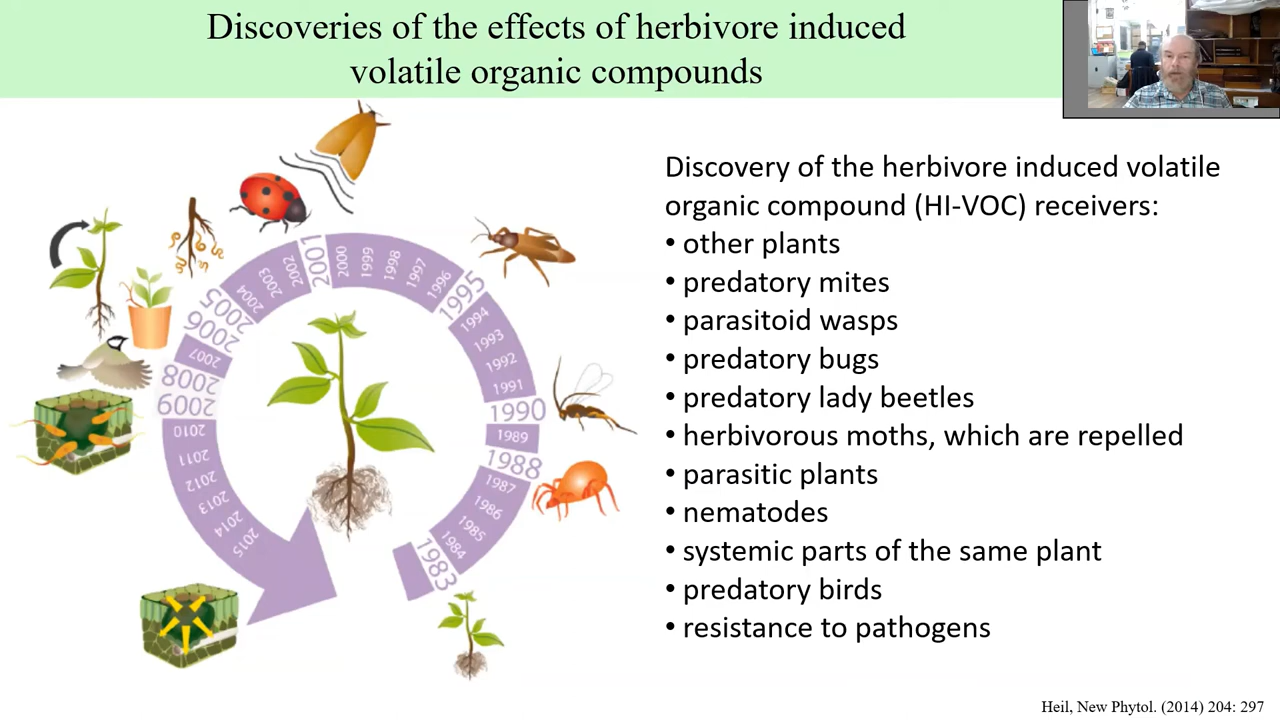 Discoveries of the effects of herbivore induced
volatile organic compounds
Discovery of the herbivore induced volatile
organic compound (HI-VOC) receivers:
• other plants
• predatory mites
• parasitoid wasps
• predatory bugs
• predatory lady beetles
• herbivorous moths, which are repelled
• parasitic plants
• nematodes
• systemic parts of the same plant
• predatory birds
• resistance to pathogens
1983
1984
1985
1986
1987
1988
1989
1990
1991
1992
1993
1994
1995
1996
1997
1998
1999
2000
2001
2002
2003
2004
2005
2006
2007
2008
2009
2010
2011
2012
2013
2014
2015
Heil, New Phytol. (2014) 204: 297